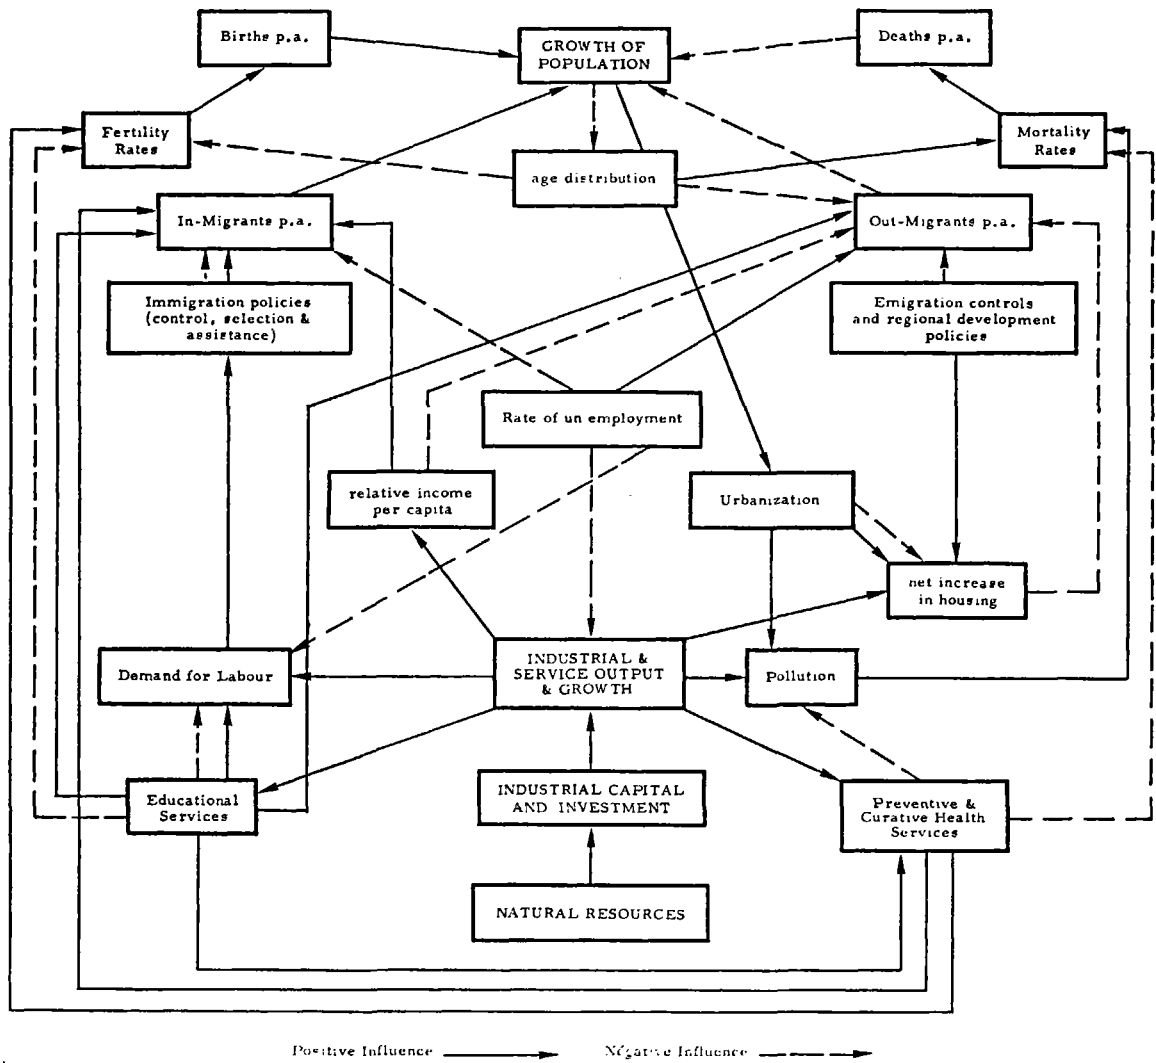 Births p.a.
GROWTH OF
POPULATION
Deaths p.a.
Fertility
Rates
age distribution
Mortality
Rates
In-Migrants p.a.
Out-Migrants p.a.
Immigration policies
(control, selection &
assistance)
Emigration controls
and regional development
policies
Rate of un employment
relative income
per capita
Urbanization
net increase
in housing
Demand for Labour
INDUSTRIAL &
SERVICE OUTPUT
& GROWTH
Pollution
Educational
Services
INDUSTRIAL CAPITAL
AND INVESTMENT
Preventive &
Curative Health
Services
NATURAL RESOURCES
Positive Influence
Negative Influence